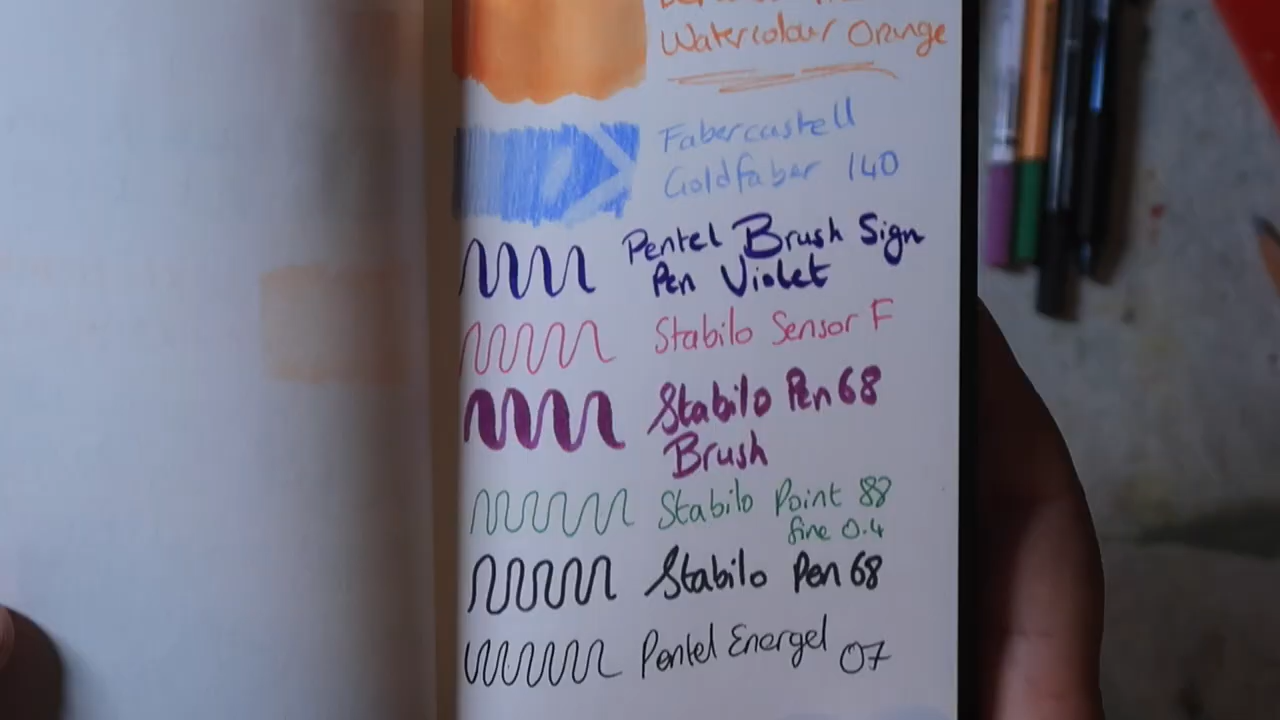 Watercolour Orange
Fabercastell
Goldfaber 140
Pentel Brush Sign
Pen Violet
Stabilo Sensor F
Stabilo Pen 68
Brush
Stabilo Point 88
fine 0.4
Stabilo Pen 68
Pentel Energel 07